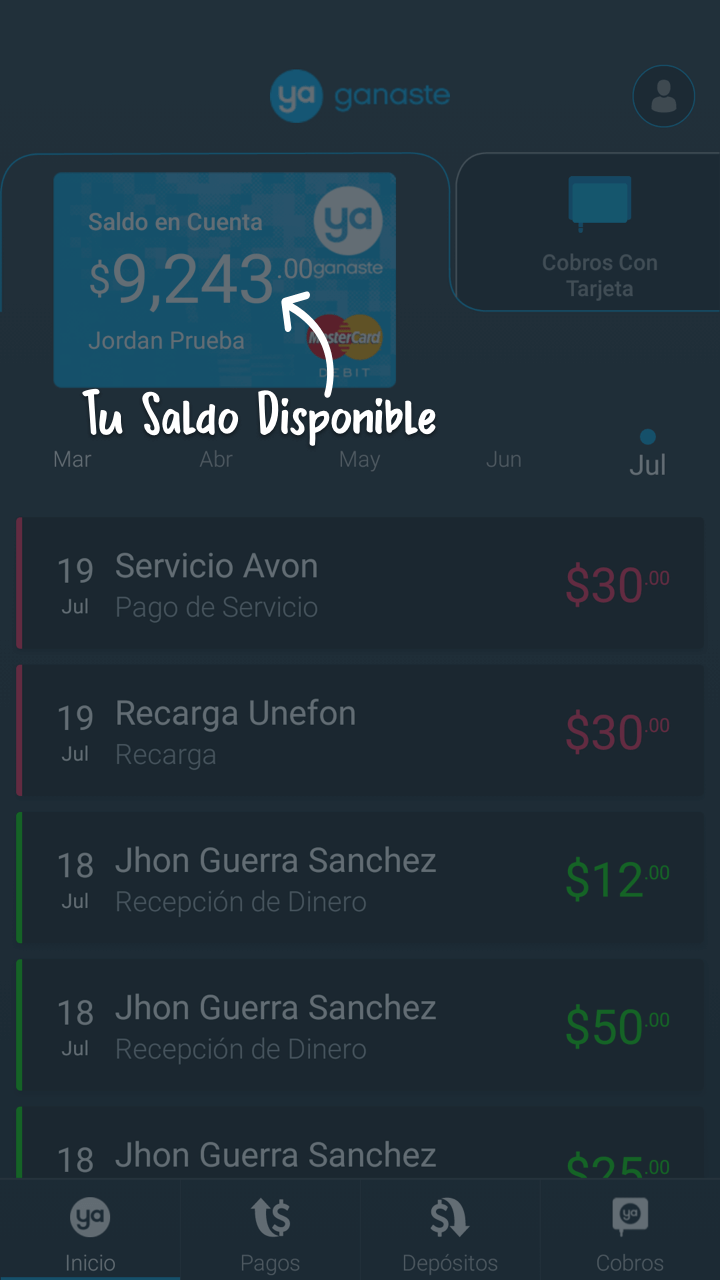 ya ganaste
Saldo en Cuenta
ya
$9,243.00
ganaste
Jordan Prueba
MasterCard
DEBIT
Cobros Con
Tarjeta
Tu Saldo Disponible
Mar Abr May Jun Jul
19 Servicio Avon $30.00
Jul Pago de Servicio
19 Recarga Unefon $30.00
Jul Recarga
18 Jhon Guerra Sanchez $12.00
Jul Recepción de Dinero
18 Jhon Guerra Sanchez $50.00
Jul Recepción de Dinero
18 Jhon Guerra Sanchez $25.00
ya $ $ ya
Inicio Pagos Depósitos Cobros